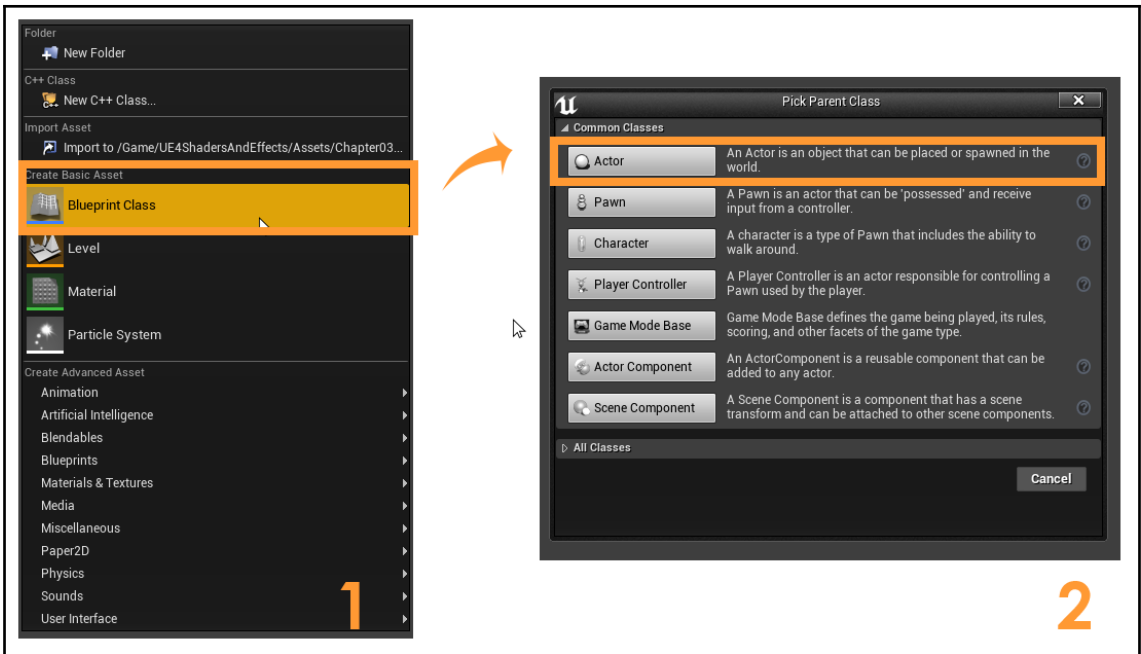 Folder
New Folder
C++ Class
New C++ Class...
Import Asset
Import to /Game/UE4ShadersAndEffects/Assets/Chapter03...
Create Basic Asset
Blueprint Class
Level
Material
Particle System
Create Advanced Asset
Animation
Artificial Intelligence
Blendables
Blueprints
Materials & Textures
Media
Miscellaneous
Paper2D
Physics
Sounds
User Interface
1
Pick Parent Class
Common Classes
Actor
An Actor is an object that can be placed or spawned in the
world.
Pawn
A Pawn is an actor that can be 'possessed' and receive
input from a controller.
Character
A character is a type of Pawn that includes the ability to
walk around.
Player Controller
A Player Controller is an actor responsible for controlling a
Pawn used by the player.
Game Mode Base
Game Mode Base defines the game being played, its rules,
scoring, and other facets of the game type.
Actor Component
An ActorComponent is a reusable component that can be
added to any actor.
Scene Component
A Scene Component is a component that has a scene
transform and can be attached to other scene components.
All Classes
Cancel
2